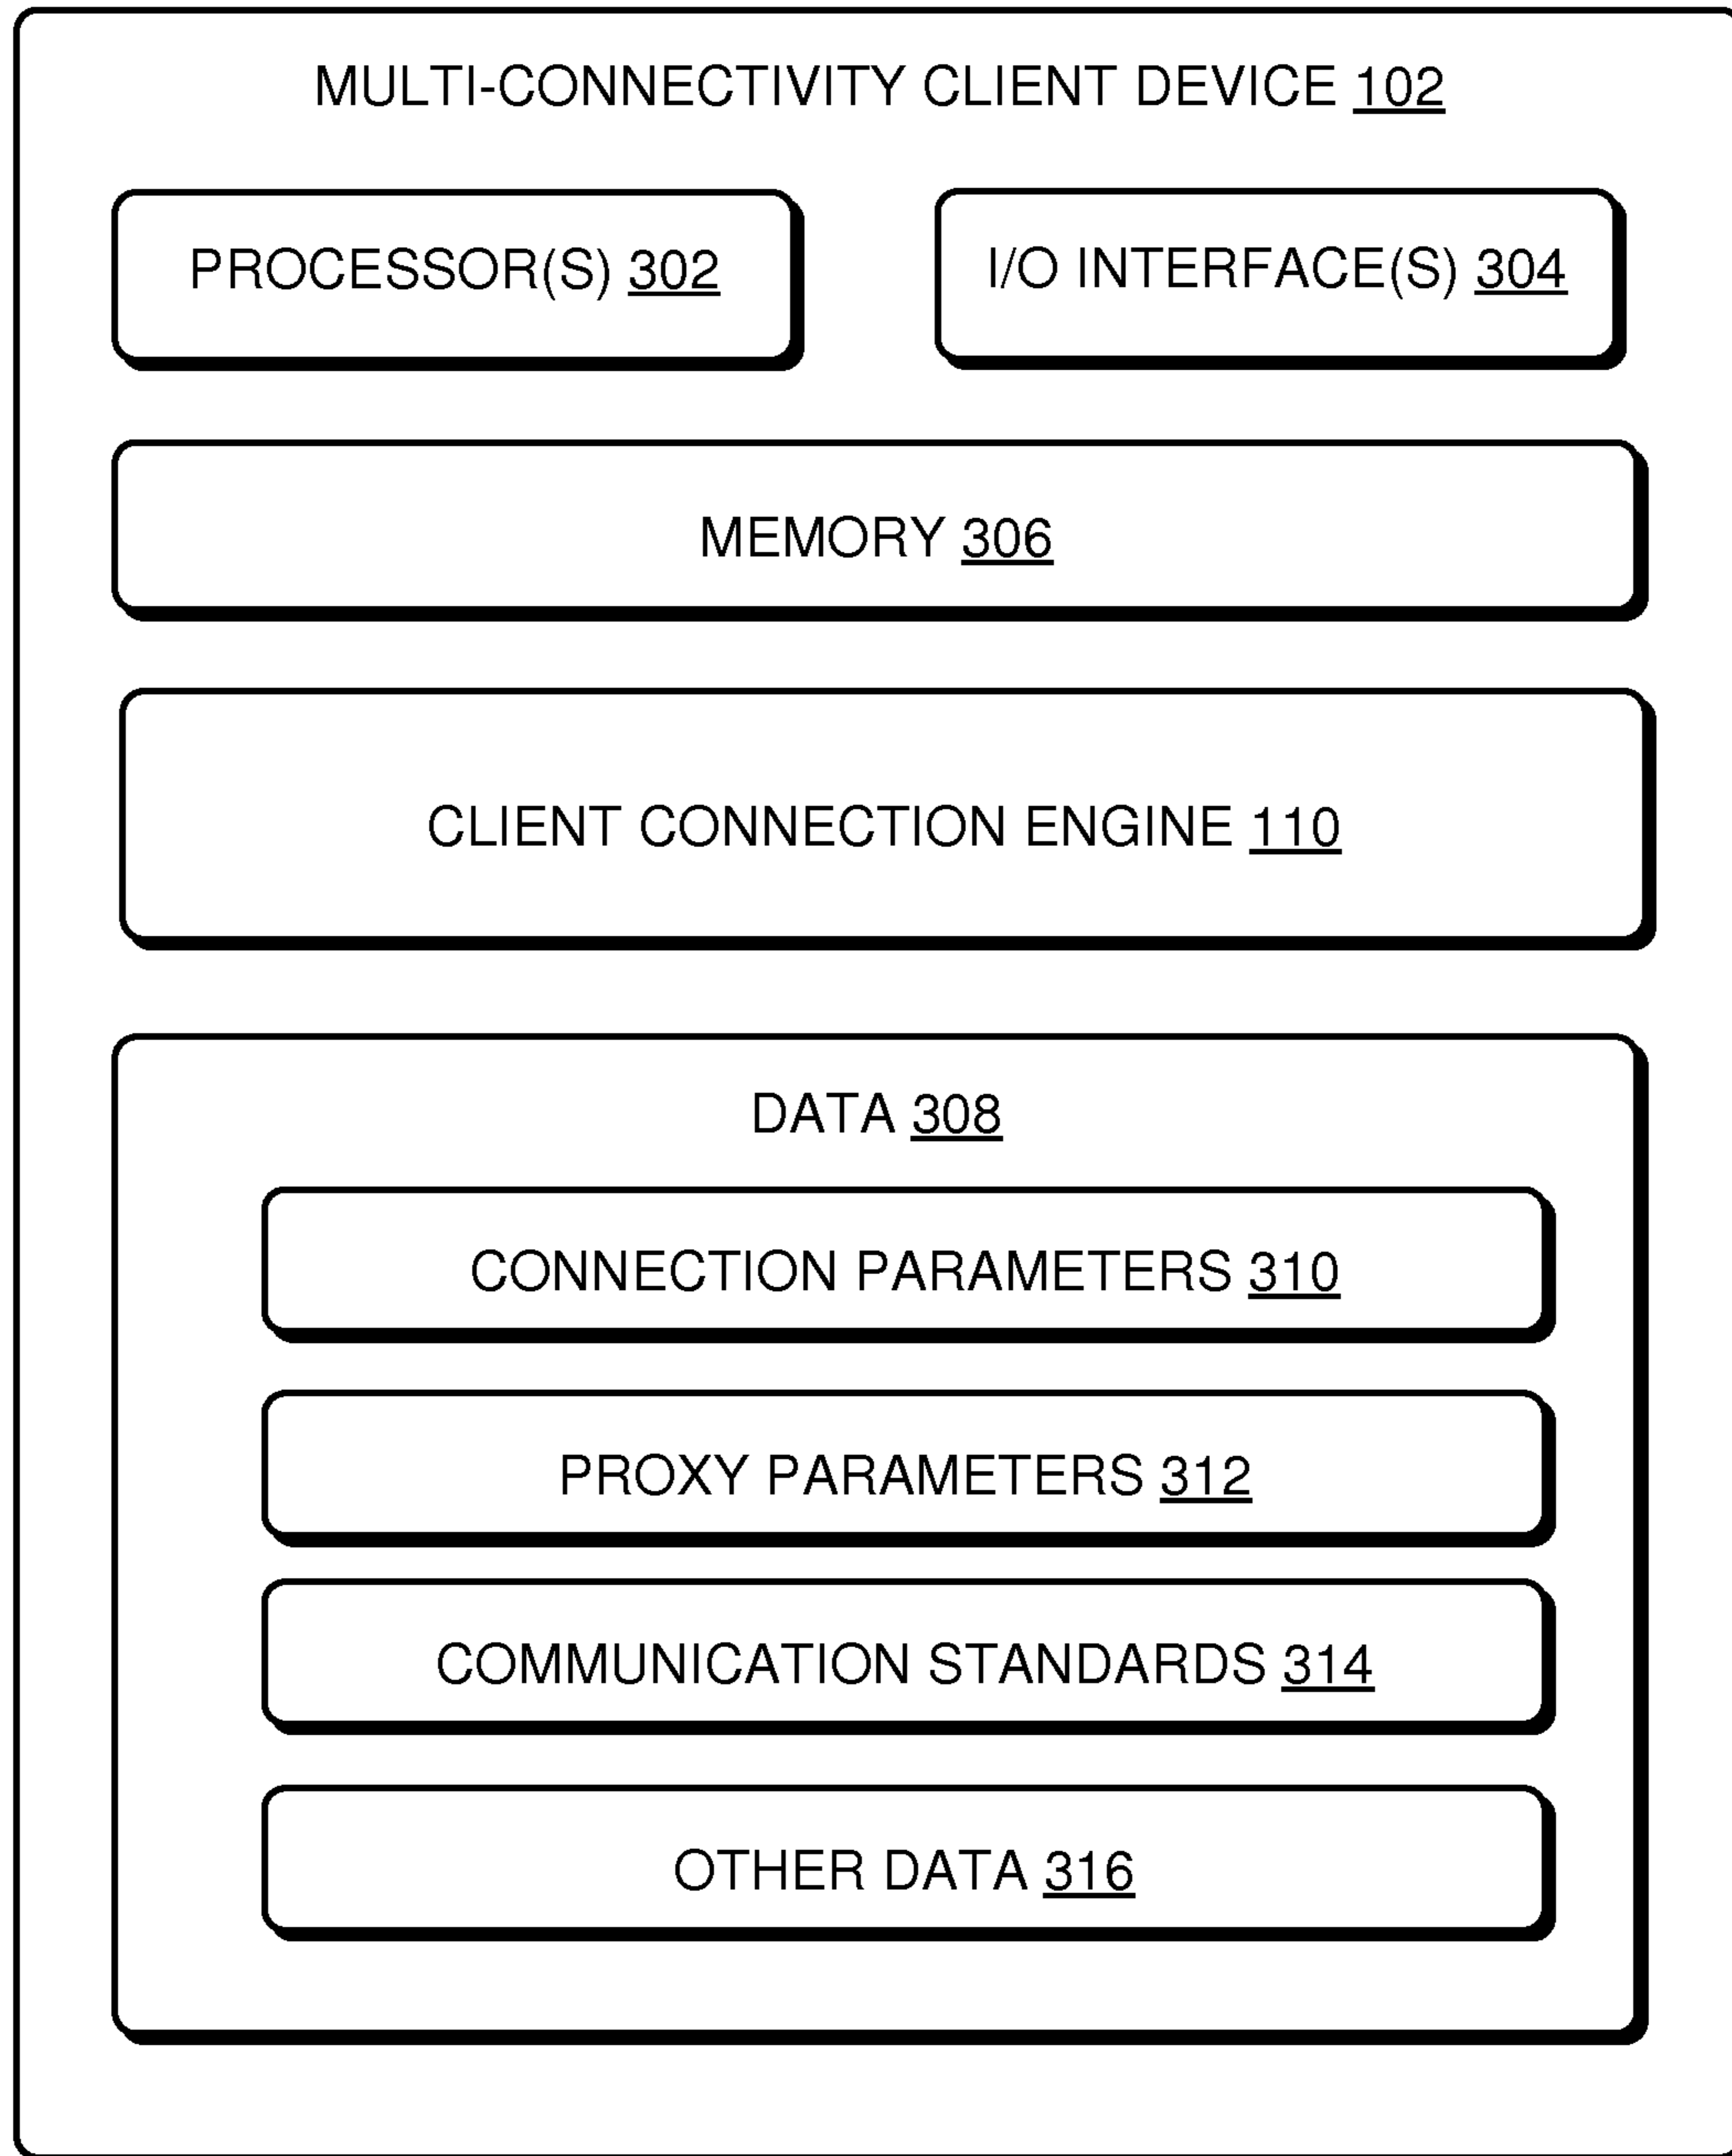 MULTI-CONNECTIVITY CLIENT DEVICE 102
PROCESSOR(S) 302
I/O INTERFACE(S) 304
MEMORY 306
CLIENT CONNECTION ENGINE 110
DATA 308
CONNECTION PARAMETERS 310
PROXY PARAMETERS 312
COMMUNICATION STANDARDS 314
OTHER DATA 316